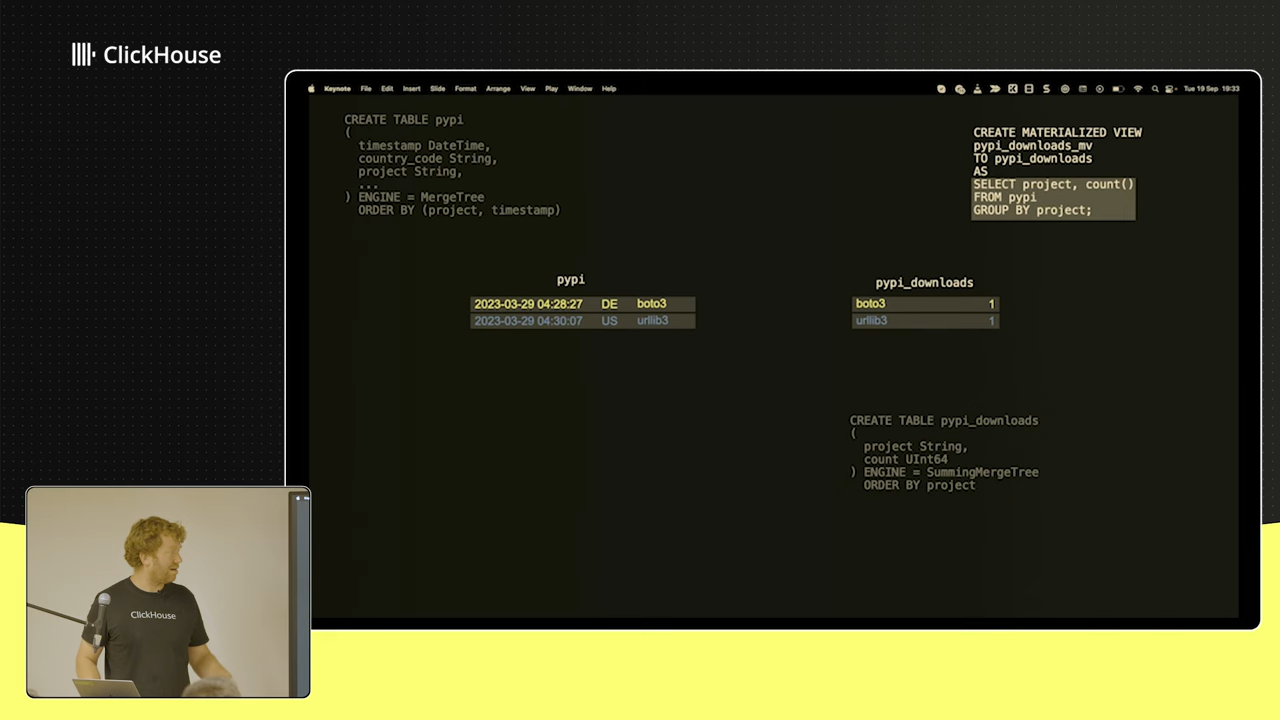 ClickHouse
Keynote File Edit Insert Slide Format Arrange View Play Window Help
Tue 19 Sep 19:33
CREATE TABLE pypi
(
timestamp DateTime,
country_code String,
project String,
...
) ENGINE = MergeTree
ORDER BY (project, timestamp)
CREATE MATERIALIZED VIEW
pypi_downloads_mv
TO pypi_downloads
AS
SELECT project, count()
FROM pypi
GROUP BY project;
pypi
2023-03-29 04:28:27 DE boto3
2023-03-29 04:30:07 US urllib3
pypi_downloads
boto3 1
urllib3 1
CREATE TABLE pypi_downloads
(
project String,
count UInt64
) ENGINE = SummingMergeTree
ORDER BY project
ClickHouse